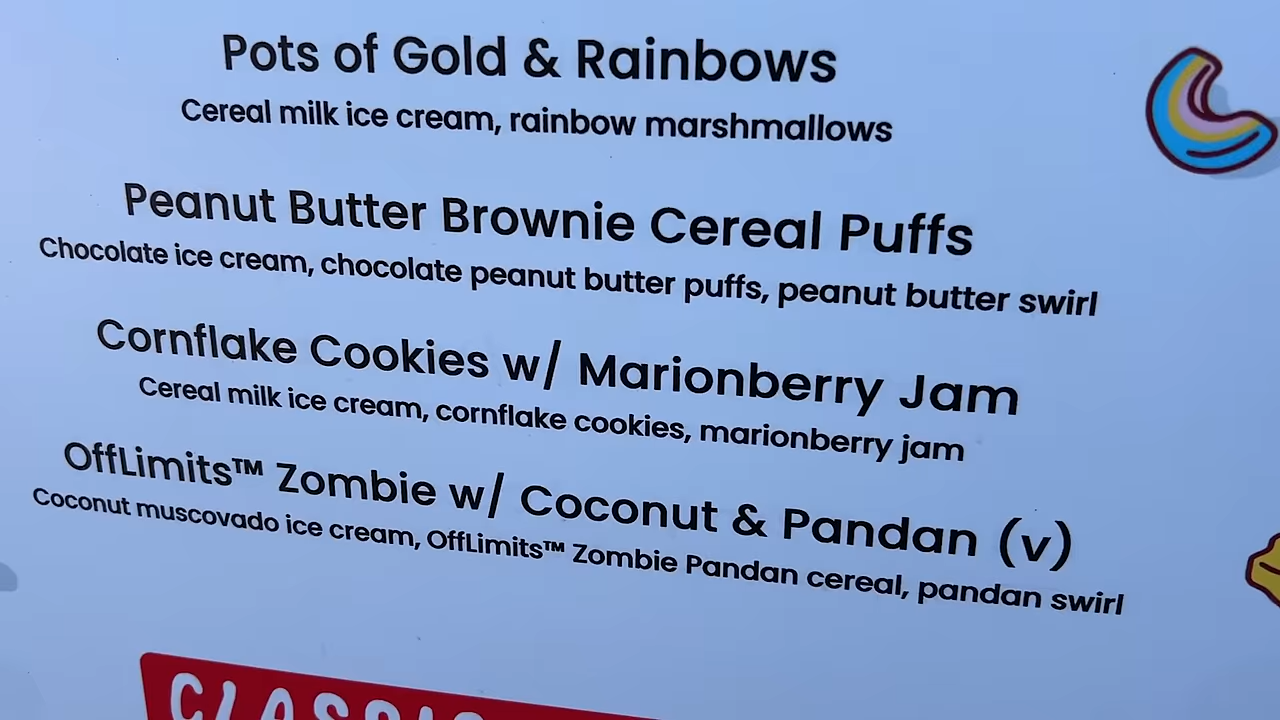 Pots of Gold & Rainbows
Cereal milk ice cream, rainbow marshmallows
Peanut Butter Brownie Cereal Puffs
Chocolate ice cream, chocolate peanut butter puffs, peanut butter swirl
Cornflake Cookies w/ Marionberry Jam
Cereal milk ice cream, cornflake cookies, marionberry jam
OffLimits™ Zombie w/ Coconut & Pandan (v)
Coconut muscovado ice cream, OffLimits™ Zombie Pandan cereal, pandan swirl